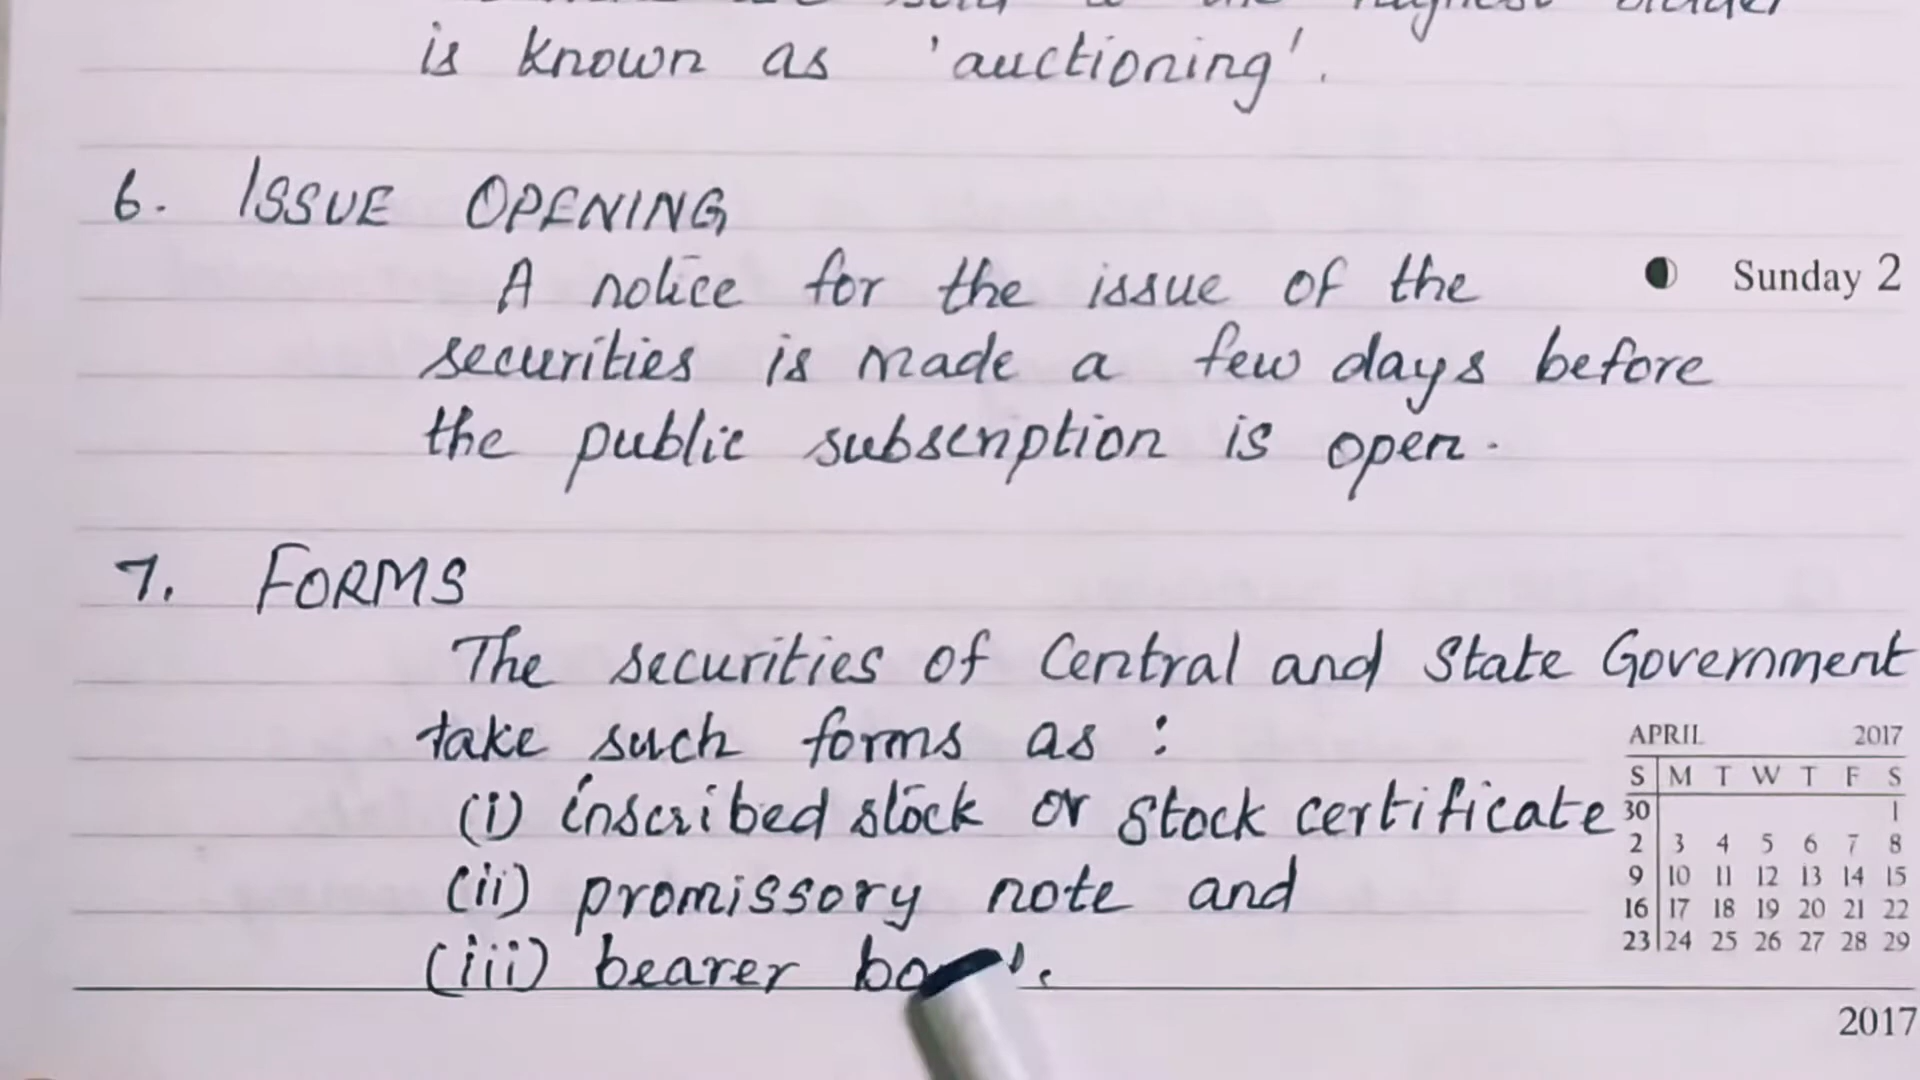 is known as 'auctioning'.
6. ISSUE OPENING
A notice for the issue of the
Sunday 2
securities is made a few days before
the public subscription is open.
7. FORMS
The securities of Central and State Government
take such forms as :
APRIL 2017
S M T W T F S
(i) inscribed stock or stock certificate
30 1
2 3 4 5 6 7 8
(ii) promissory note and
9 10 11 12 13 14 15
16 17 18 19 20 21 22
23 24 25 26 27 28 29
(iii) bearer
2017